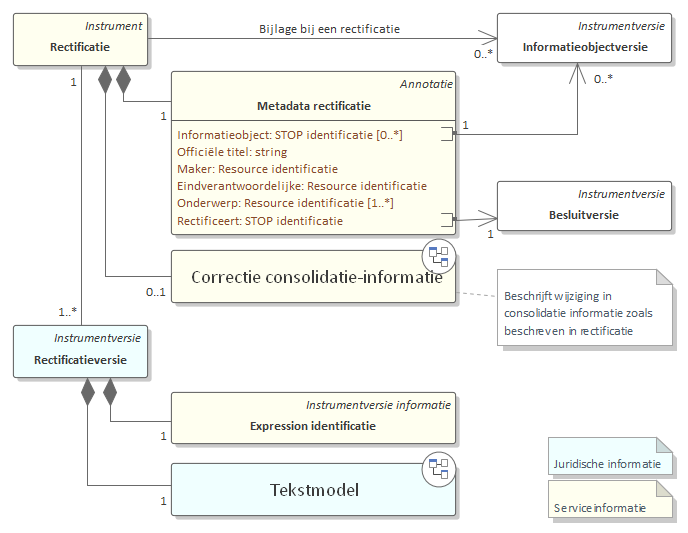 Instrument
Rectificatie
Bijlage bij een rectificatie
0..*
Instrumentversie
Informatieobjectversie
1
1
Annotatie
Metadata rectificatie
Informatieobject: STOP identificatie [0..*]
Officiële titel: string
Maker: Resource identificatie
Eindverantwoordelijke: Resource identificatie
Onderwerp: Resource identificatie [1..*]
Rectificeert: STOP identificatie
1
0..*
Instrumentversie
Besluitversie
1
Correctie consolidatie-informatie
0..1
Beschrijft wijziging in
consolidatie informatie zoals
beschreven in rectificatie
1..*
Instrumentversie
Rectificatieversie
Instrumentversie informatie
Expression identificatie
1
Tekstmodel
1
Juridische informatie
Serviceinformatie